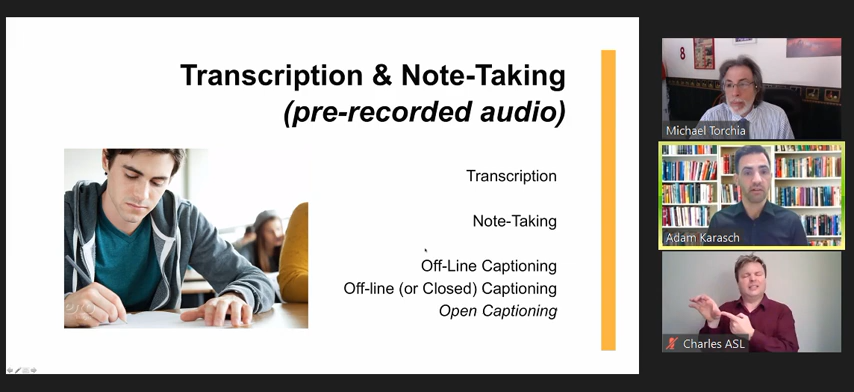 Transcription & Note-Taking
(pre-recorded audio)
Transcription
Note-Taking
Off-Line Captioning
Off-line (or Closed) Captioning
Open Captioning
8
Michael Torchia
Adam Karasch
Charles ASL